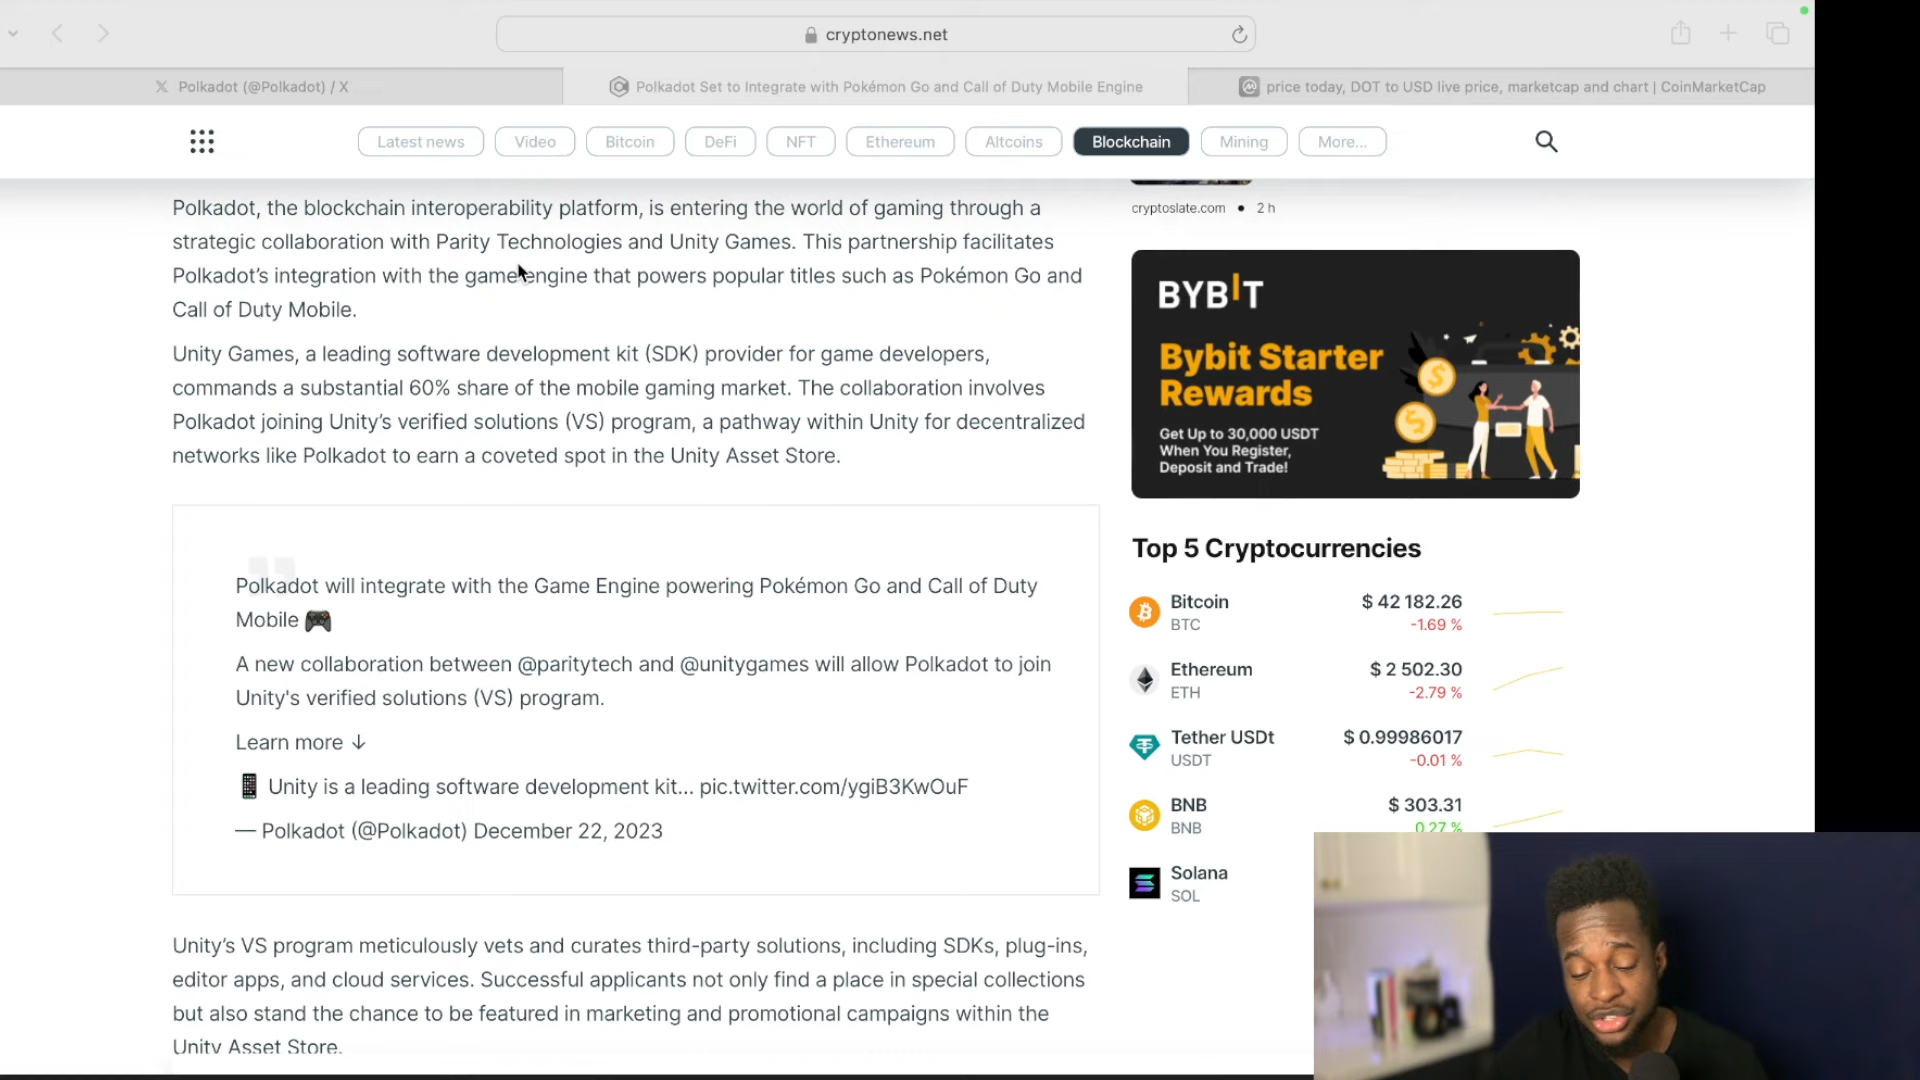 cryptonews.net
Polkadot (@Polkadot) / X
Polkadot Set to Integrate with Pokémon Go and Call of Duty Mobile Engine
price today, DOT to USD live price, marketcap and chart | CoinMarketCap
Latest news
Video
Bitcoin
DeFi
NFT
Ethereum
Altcoins
Blockchain
Mining
More...
Polkadot, the blockchain interoperability platform, is entering the world of gaming through a
strategic collaboration with Parity Technologies and Unity Games. This partnership facilitates
Polkadot’s integration with the game engine that powers popular titles such as Pokémon Go and
Call of Duty Mobile.
Unity Games, a leading software development kit (SDK) provider for game developers,
commands a substantial 60% share of the mobile gaming market. The collaboration involves
Polkadot joining Unity’s verified solutions (VS) program, a pathway within Unity for decentralized
networks like Polkadot to earn a coveted spot in the Unity Asset Store.
Polkadot will integrate with the Game Engine powering Pokémon Go and Call of Duty
Mobile 🎮
A new collaboration between @paritytech and @unitygames will allow Polkadot to join
Unity's verified solutions (VS) program.
Learn more ↓
📱 Unity is a leading software development kit... pic.twitter.com/ygiB3KwOuF
— Polkadot (@Polkadot) December 22, 2023
Unity’s VS program meticulously vets and curates third-party solutions, including SDKs, plug-ins,
editor apps, and cloud services. Successful applicants not only find a place in special collections
but also stand the chance to be featured in marketing and promotional campaigns within the
Unity Asset Store.
cryptoslate.com • 2 h
BYBIT
Bybit Starter
Rewards
Get Up to 30,000 USDT
When You Register,
Deposit and Trade!
Top 5 Cryptocurrencies
Bitcoin $ 42 182.26
BTC -1.69 %
Ethereum $ 2 502.30
ETH -2.79 %
Tether USDt $ 0.99986017
USDT -0.01 %
BNB $ 303.31
BNB 0.27 %
Solana
SOL